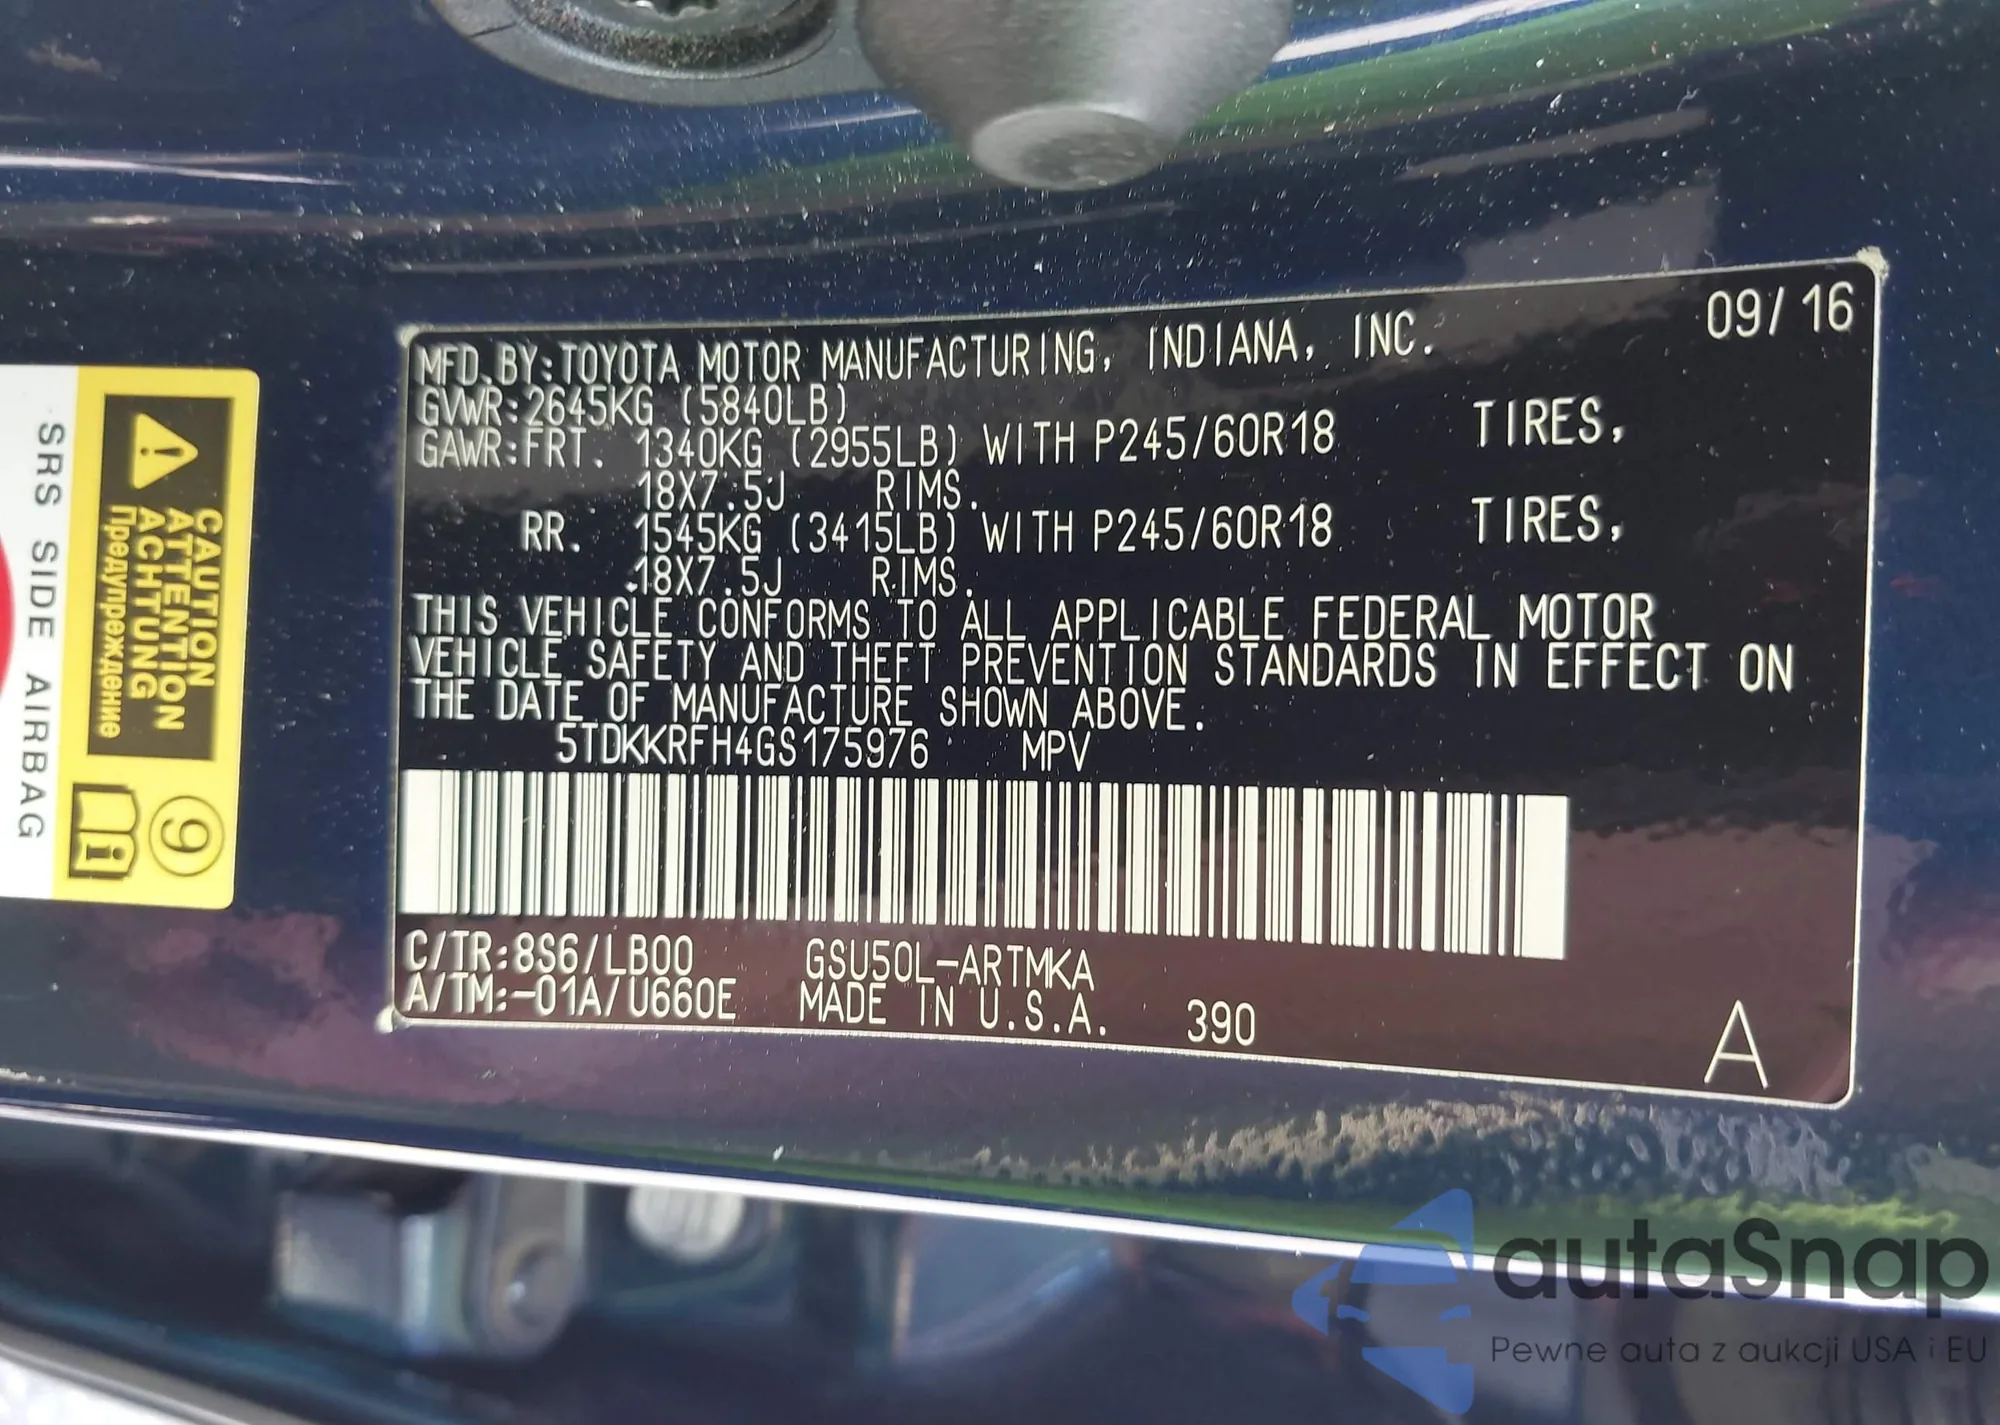 MFD.BY:TOYOTA MOTOR MANUFACTURING, INDIANA, INC. 09/16
GVWR:2645KG (5840LB)
GAWR:FRT. 1340KG (2955LB) WITH P245/60R18 TIRES,
18X7.5J RIMS.
RR. 1545KG (3415LB) WITH P245/60R18 TIRES,
18X7.5J RIMS.
THIS VEHICLE CONFORMS TO ALL APPLICABLE FEDERAL MOTOR
VEHICLE SAFETY AND THEFT PREVENTION STANDARDS IN EFFECT ON
THE DATE OF MANUFACTURE SHOWN ABOVE.
5TDKKRFH4GS175976 MPV
C/TR:8S6/LB00 GSU50L-ARTMKA
A/TM:-01A/U660E MADE IN U.S.A. 390
A
CAUTION
ATTENTION
ACHTUNG
Предупреждение
SRS SIDE AIRBAG
9
i
autoSnap
Pewne auta z aukcji USA i EU